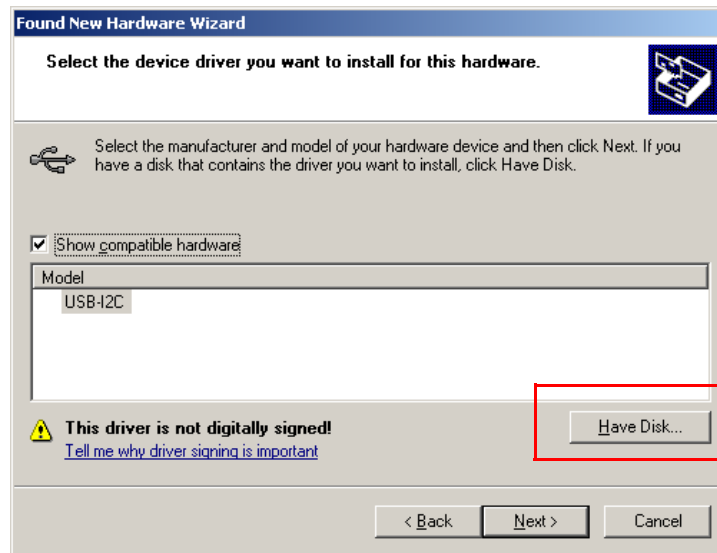 Found New Hardware Wizard
Select the device driver you want to install for this hardware.
Select the manufacturer and model of your hardware device and then click Next. If you
have a disk that contains the driver you want to install, click Have Disk.
Show compatible hardware
Model
USB-I2C
This driver is not digitally signed!
Tell me why driver signing is important
Have Disk...
< Back
Next >
Cancel